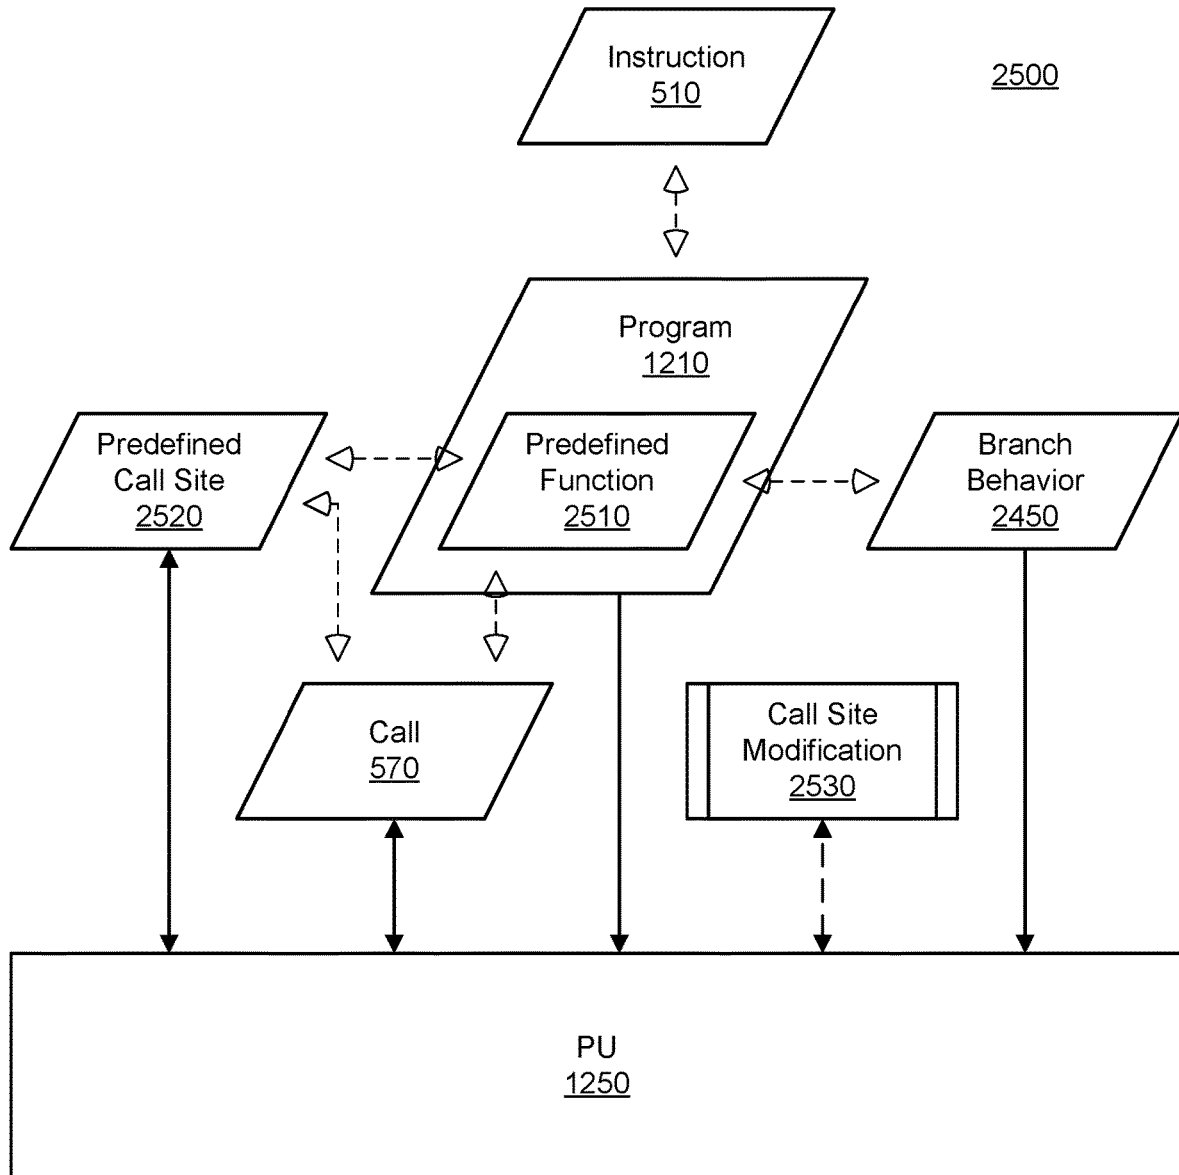 Instruction
510
2500
Program
1210
Predefined
Call Site
2520
Predefined
Function
2510
Branch
Behavior
2450
Call
570
Call Site
Modification
2530
PU
1250